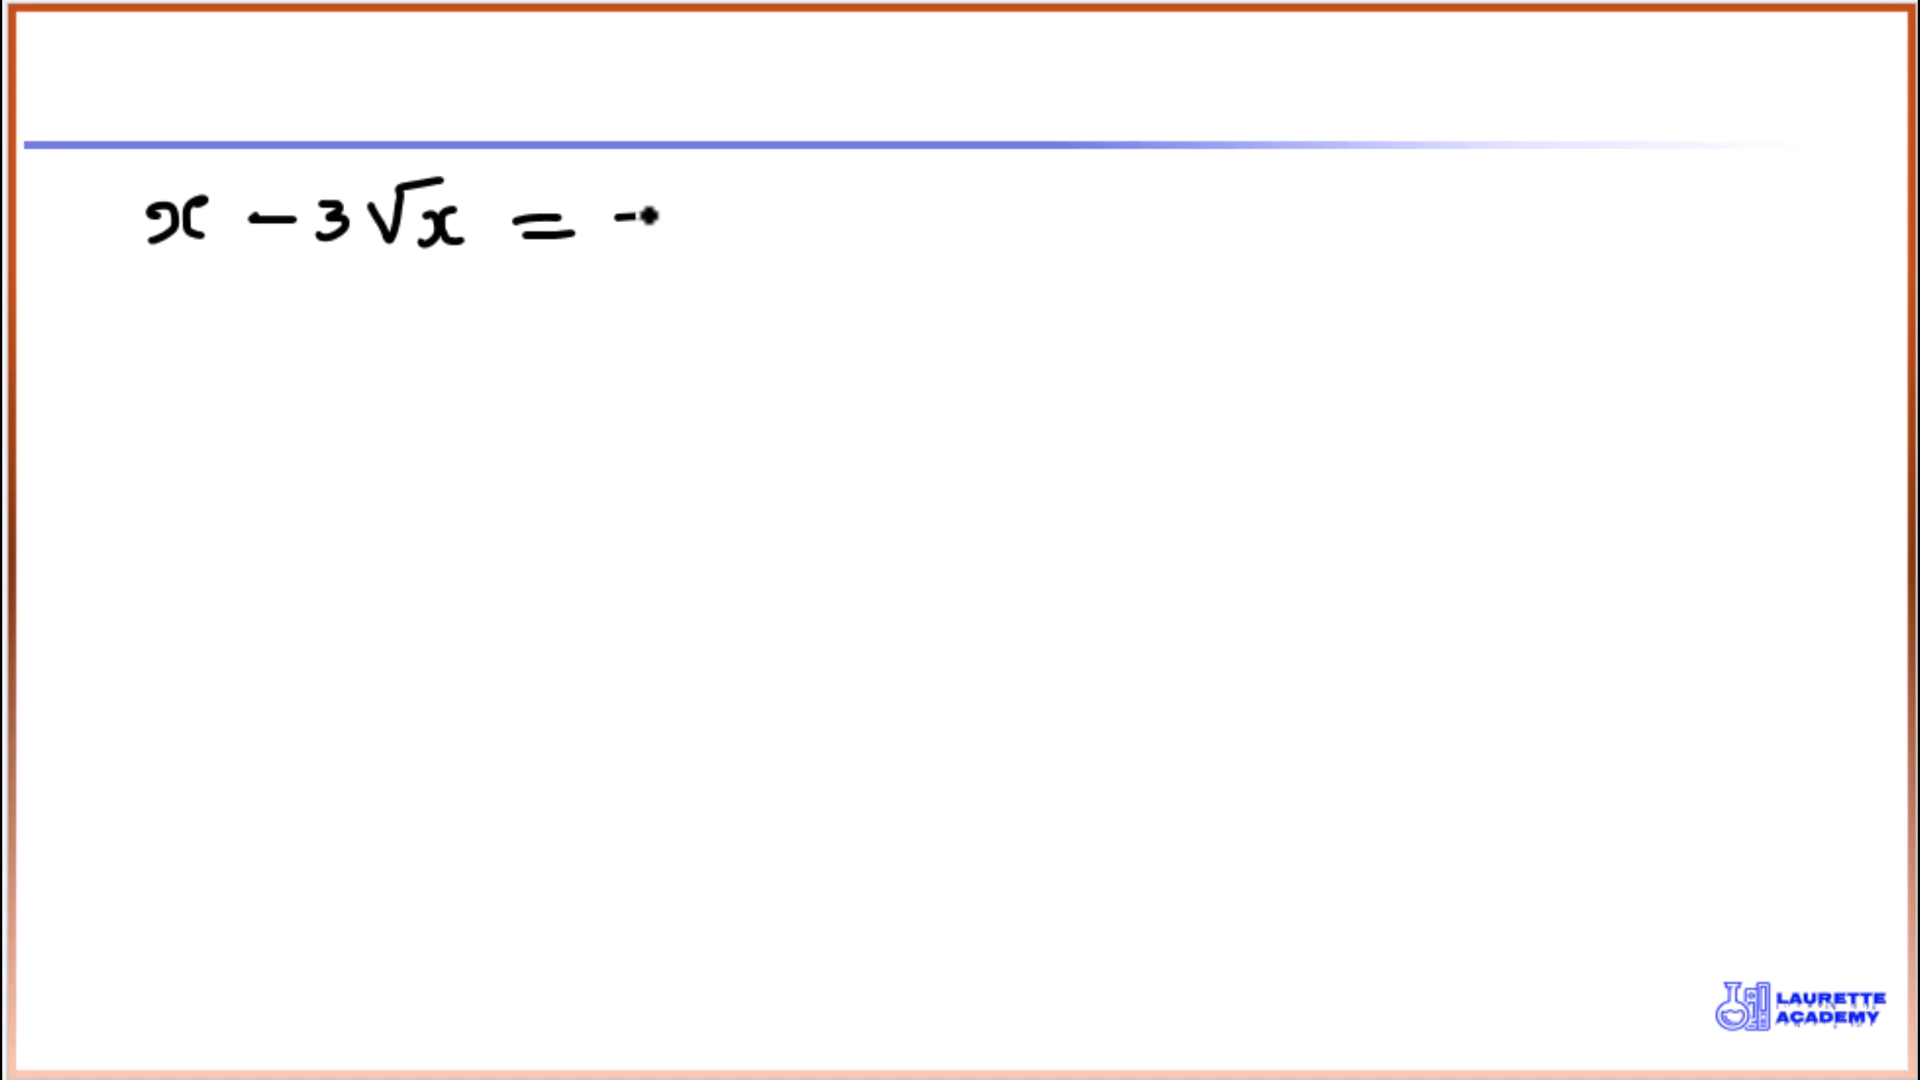 x - 3√x = -
LAURETTE
ACADEMY